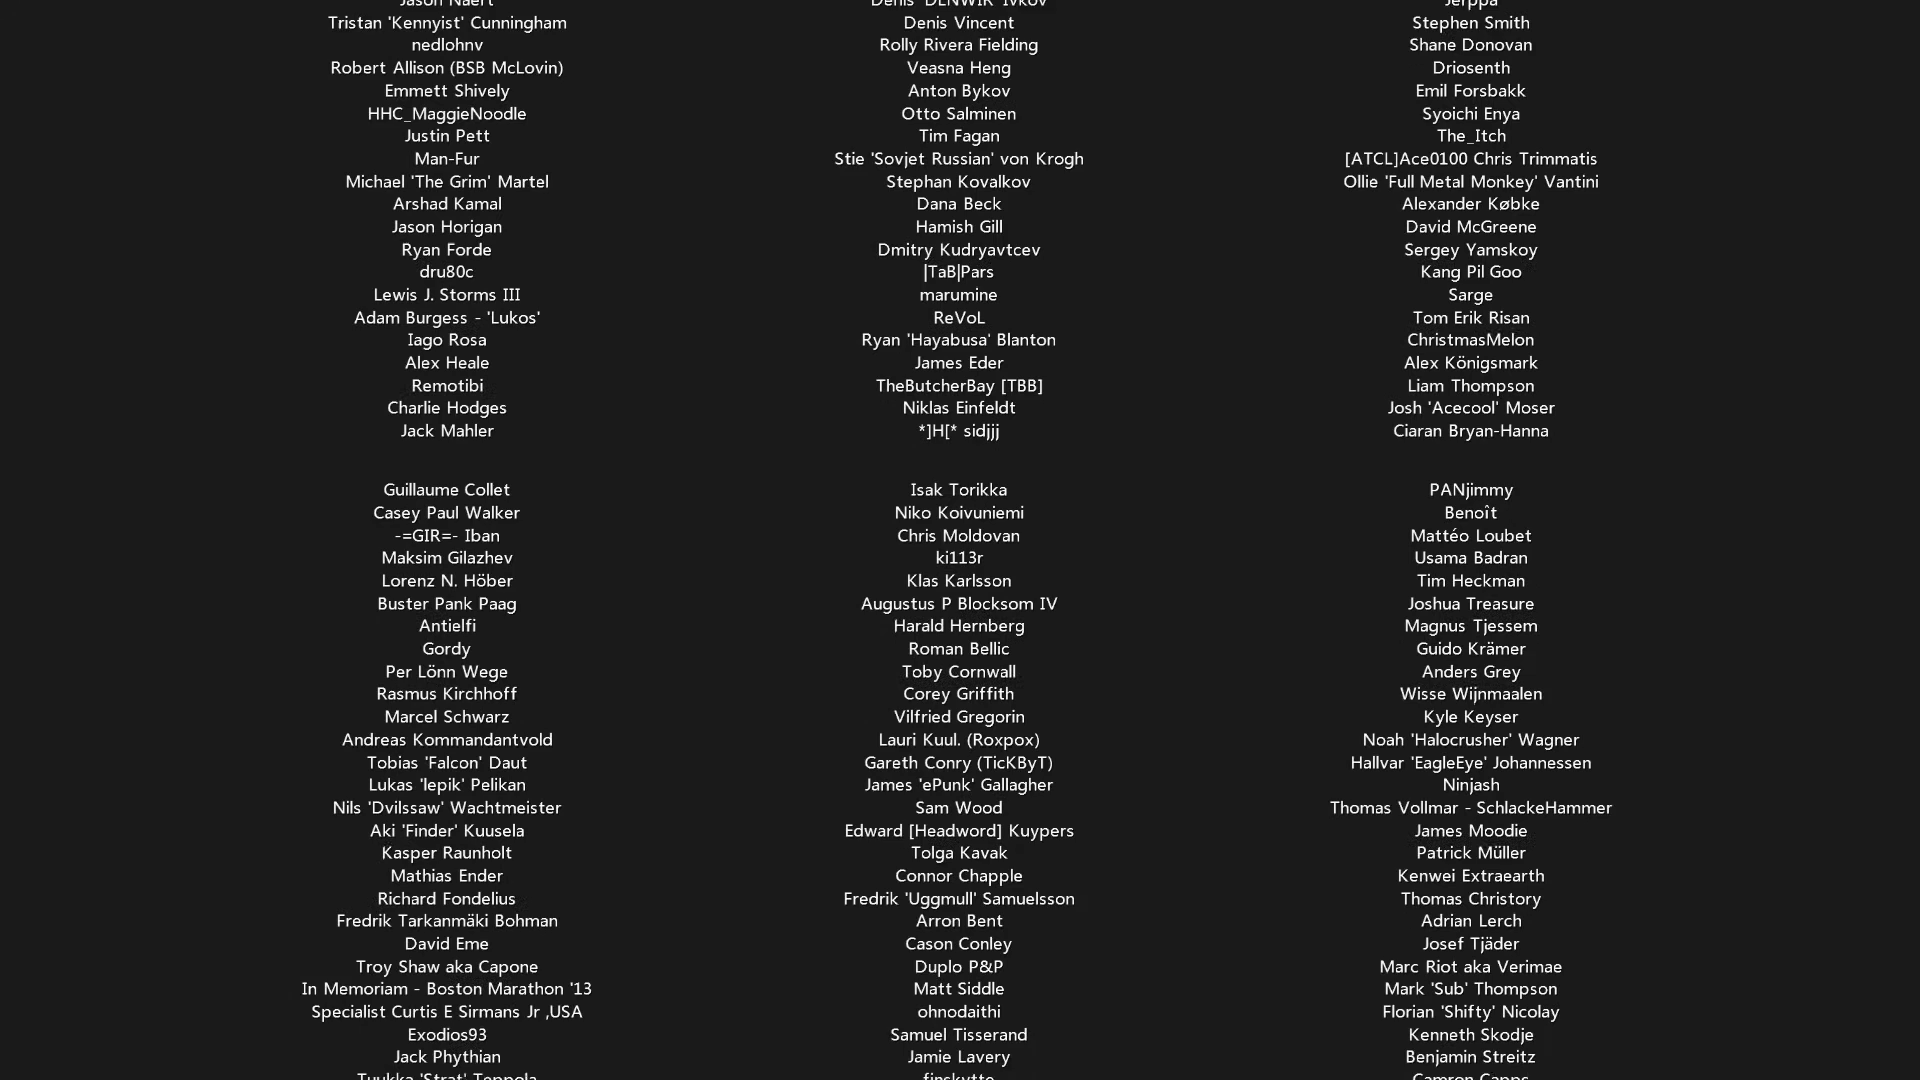 Jason Naert
Tristan 'Kennyist' Cunningham
nedlohnv
Robert Allison (BSB McLovin)
Emmett Shively
HHC_MaggieNoodle
Justin Pett
Man-Fur
Michael 'The Grim' Martel
Arshad Kamal
Jason Horigan
Ryan Forde
dru80c
Lewis J. Storms III
Adam Burgess - 'Lukos'
Iago Rosa
Alex Heale
Remotibi
Charlie Hodges
Jack Mahler
Denis 'DLNWIR' Ivkov
Denis Vincent
Rolly Rivera Fielding
Veasna Heng
Anton Bykov
Otto Salminen
Tim Fagan
Stie 'Sovjet Russian' von Krogh
Stephan Kovalkov
Dana Beck
Hamish Gill
Dmitry Kudryavtcev
|TaB|Pars
marumine
ReVoL
Ryan 'Hayabusa' Blanton
James Eder
TheButcherBay [TBB]
Niklas Einfeldt
*]H[* sidjjj
Jerppa
Stephen Smith
Shane Donovan
Driosenth
Emil Forsbakk
Syoichi Enya
The_Itch
[ATCL]Ace0100 Chris Trimmatis
Ollie 'Full Metal Monkey' Vantini
Alexander Købke
David McGreene
Sergey Yamskoy
Kang Pil Goo
Sarge
Tom Erik Risan
ChristmasMelon
Alex Königsmark
Liam Thompson
Josh 'Acecool' Moser
Ciaran Bryan-Hanna
Guillaume Collet
Casey Paul Walker
-=GIR=- Iban
Maksim Gilazhev
Lorenz N. Höber
Buster Pank Paag
Antielfi
Gordy
Per Lönn Wege
Rasmus Kirchhoff
Marcel Schwarz
Andreas Kommandantvold
Tobias 'Falcon' Daut
Lukas 'lepik' Pelikan
Nils 'Dvilssaw' Wachtmeister
Aki 'Finder' Kuusela
Kasper Raunholt
Mathias Ender
Richard Fondelius
Fredrik Tarkanmäki Bohman
David Eme
Troy Shaw aka Capone
In Memoriam - Boston Marathon '13
Specialist Curtis E Sirmans Jr ,USA
Exodios93
Jack Phythian
Tuukka 'Strat' Teppola
Isak Torikka
Niko Koivuniemi
Chris Moldovan
ki113r
Klas Karlsson
Augustus P Blocksom IV
Harald Hernberg
Roman Bellic
Toby Cornwall
Corey Griffith
Vilfried Gregorin
Lauri Kuul. (Roxpox)
Gareth Conry (TicKByT)
James 'ePunk' Gallagher
Sam Wood
Edward [Headword] Kuypers
Tolga Kavak
Connor Chapple
Fredrik 'Uggmull' Samuelsson
Arron Bent
Cason Conley
Duplo P&P
Matt Siddle
ohnodaithi
Samuel Tisserand
Jamie Lavery
finskytte
PANjimmy
Benoît
Mattéo Loubet
Usama Badran
Tim Heckman
Joshua Treasure
Magnus Tjessem
Guido Krämer
Anders Grey
Wisse Wijnmaalen
Kyle Keyser
Noah 'Halocrusher' Wagner
Hallvar 'EagleEye' Johannessen
Ninjash
Thomas Vollmar - SchlackeHammer
James Moodie
Patrick Müller
Kenwei Extraearth
Thomas Christory
Adrian Lerch
Josef Tjäder
Marc Riot aka Verimae
Mark 'Sub' Thompson
Florian 'Shifty' Nicolay
Kenneth Skodje
Benjamin Streitz
Camron Capps